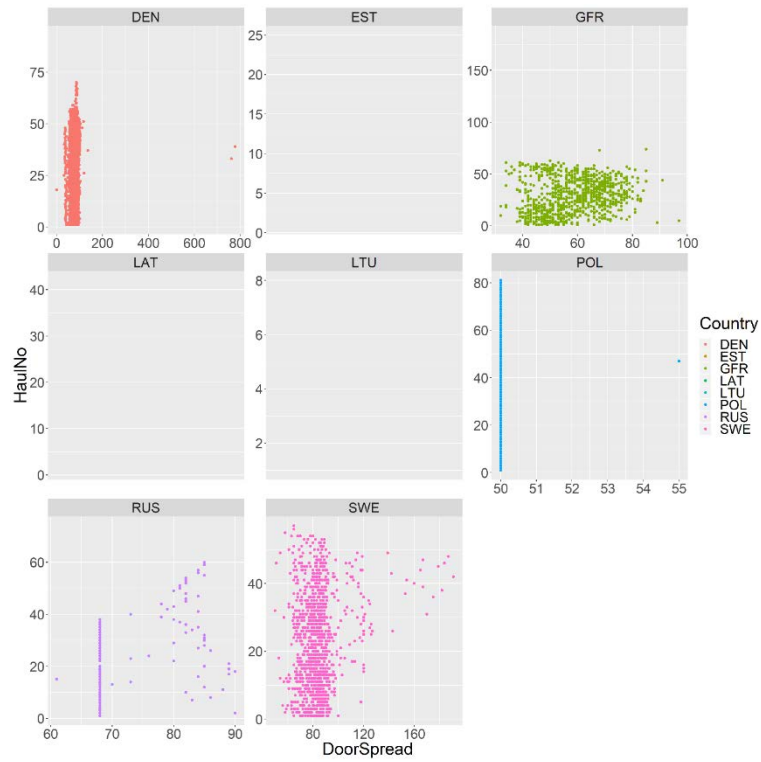 DEN
EST
GFR
75
50
25
0
0 200 400 600 800
25
20
15
10
5
0
150
100
50
0
40 60 80 100
LAT
LTU
POL
40
30
20
10
0
8
6
4
2
80
60
40
20
0
50 51 52 53 54 55
HaulNo
Country
DEN
EST
GFR
LAT
LTU
POL
RUS
SWE
RUS
SWE
60
40
20
0
60 70 80 90
40
20
0
80 120 160
DoorSpread